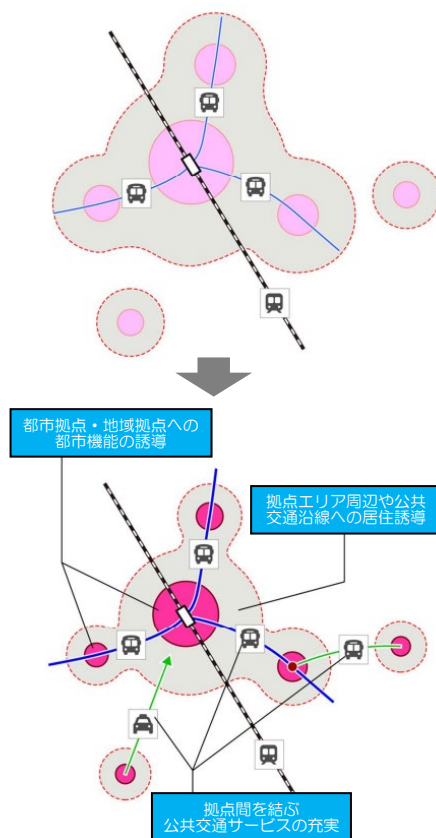 都市拠点・地域拠点への
都市機能の誘導
拠点エリア周辺や公共
交通沿線への居住誘導
拠点間を結ぶ
公共交通サービスの充実